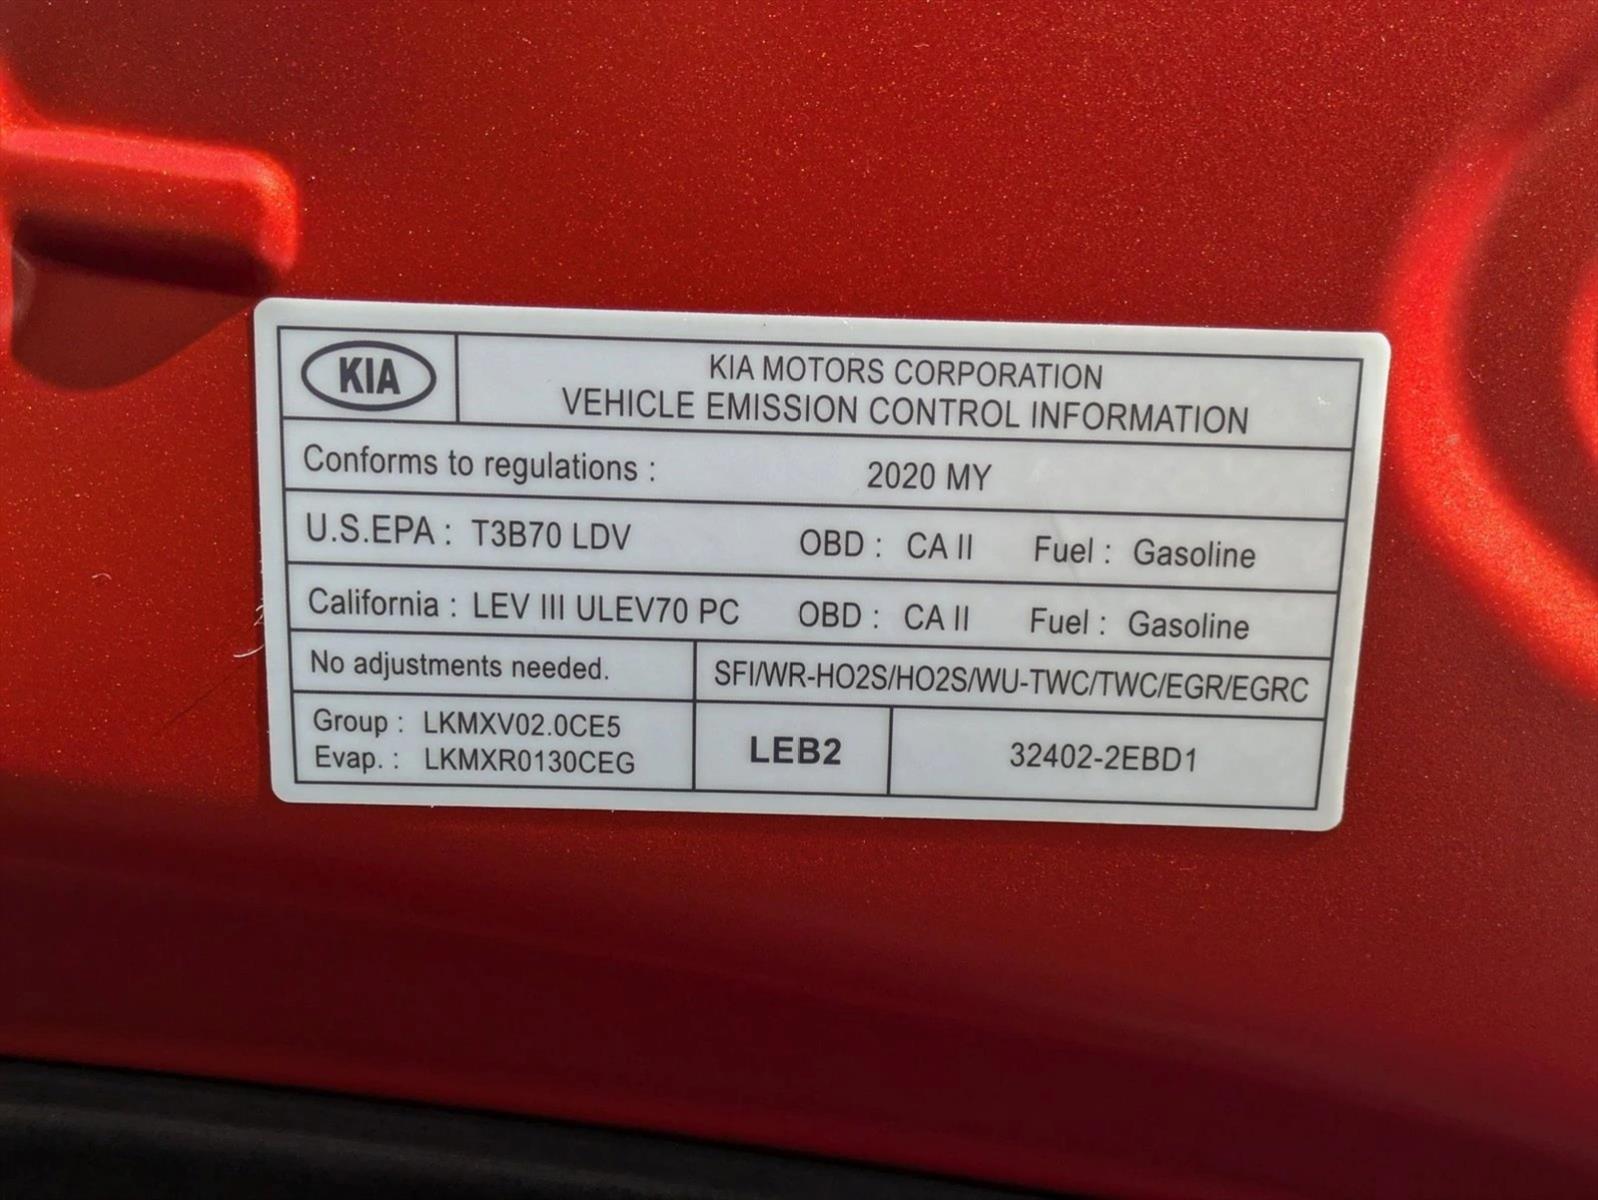 KIA
KIA MOTORS CORPORATION
VEHICLE EMISSION CONTROL INFORMATION
Conforms to regulations : 2020 MY
U.S.EPA : T3B70 LDV OBD : CA II Fuel : Gasoline
California : LEV III ULEV70 PC OBD : CA II Fuel : Gasoline
No adjustments needed. SFI/WR-HO2S/HO2S/WU-TWC/TWC/EGR/EGRC
Group : LKMXV02.0CE5
Evap. : LKMXR0130CEG
LEB2 32402-2EBD1